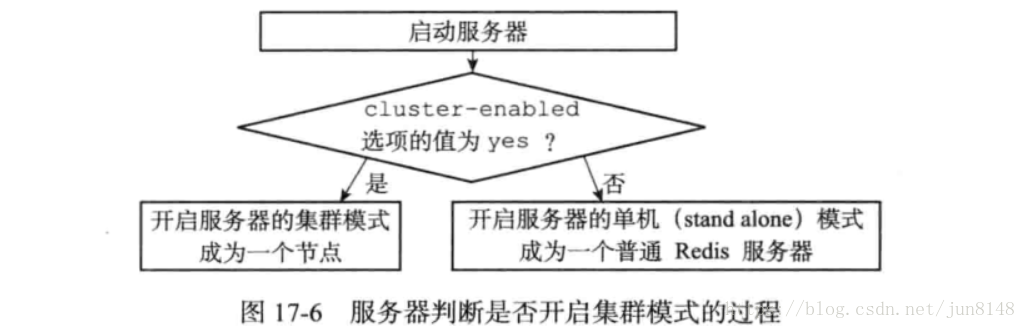 启动服务器
cluster-enabled
选项的值为 yes ？
是
否
开启服务器的集群模式
成为一个节点
开启服务器的单机（stand alone）模式
成为一个普通 Redis 服务器
图 17-6 服务器判断是否开启集群模式的过程
https://blog.csdn.net/jun8148